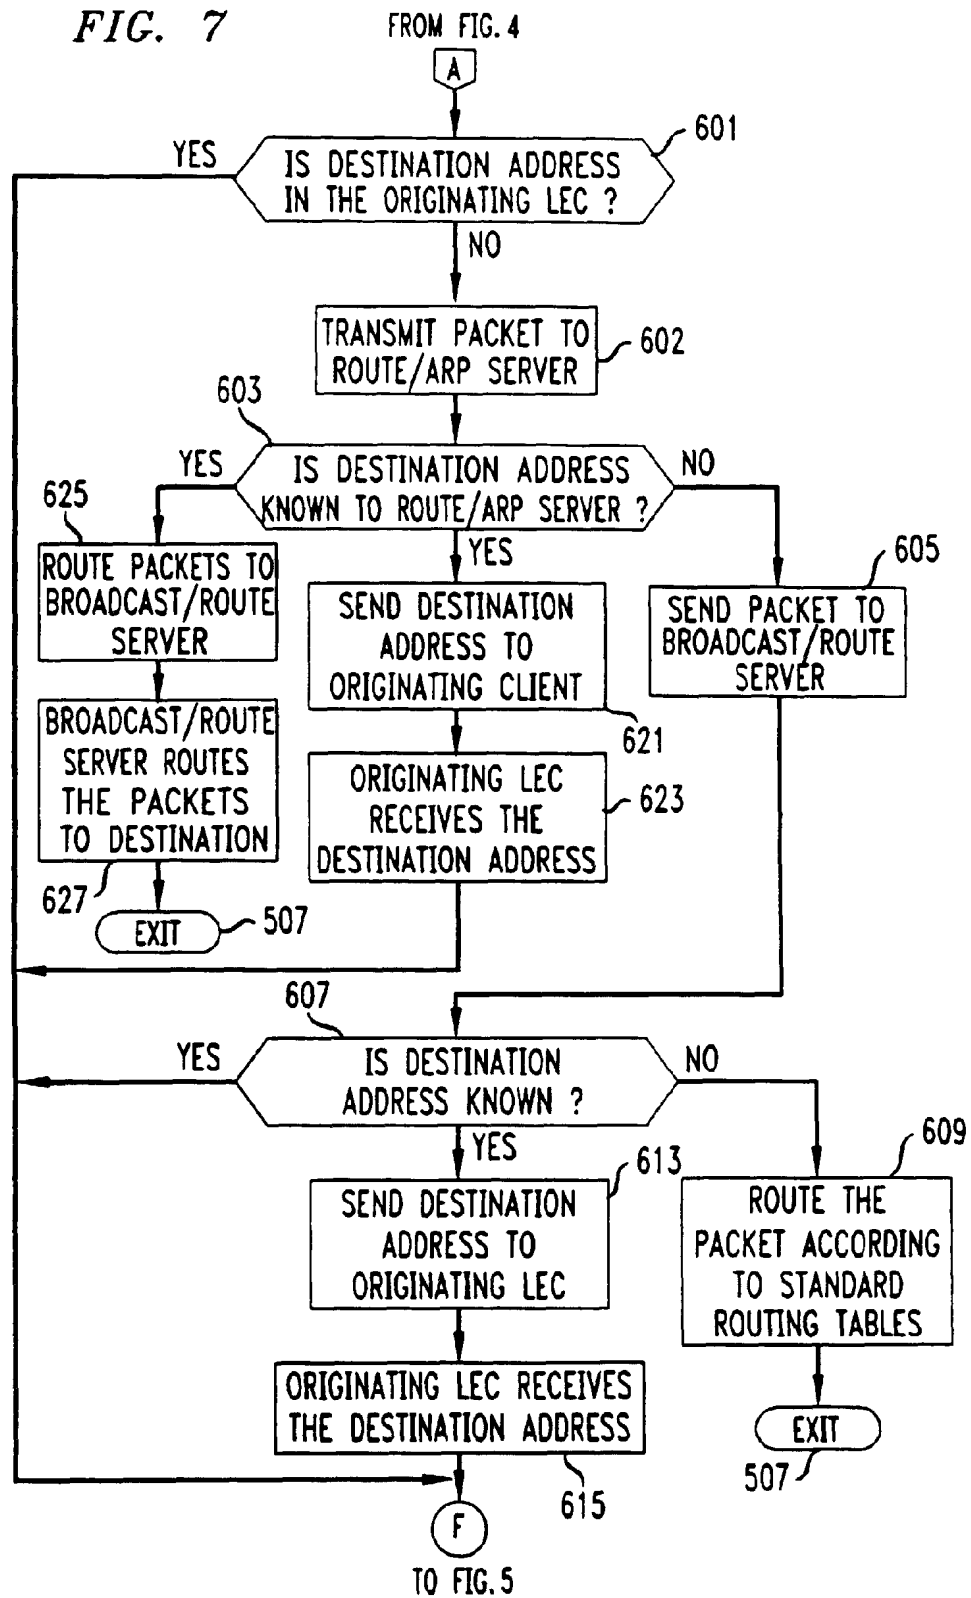 FIG. 7
FROM FIG. 4
A
601
YES
IS DESTINATION ADDRESS
IN THE ORIGINATING LEC ?
NO
TRANSMIT PACKET TO
ROUTE/ARP SERVER
602
603
YES
IS DESTINATION ADDRESS
KNOWN TO ROUTE/ARP SERVER ?
NO
625
YES
605
ROUTE PACKETS TO
BROADCAST/ROUTE
SERVER
SEND DESTINATION
ADDRESS TO
ORIGINATING CLIENT
SEND PACKET TO
BROADCAST/ROUTE
SERVER
621
BROADCAST/ROUTE
SERVER ROUTES
THE PACKETS
TO DESTINATION
ORIGINATING LEC
RECEIVES THE
DESTINATION ADDRESS
623
627
EXIT
507
607
YES
IS DESTINATION
ADDRESS KNOWN ?
NO
YES
613
609
SEND DESTINATION
ADDRESS TO
ORIGINATING LEC
ROUTE THE
PACKET ACCORDING
TO STANDARD
ROUTING TABLES
ORIGINATING LEC RECEIVES
THE DESTINATION ADDRESS
615
EXIT
507
F
TO FIG. 5